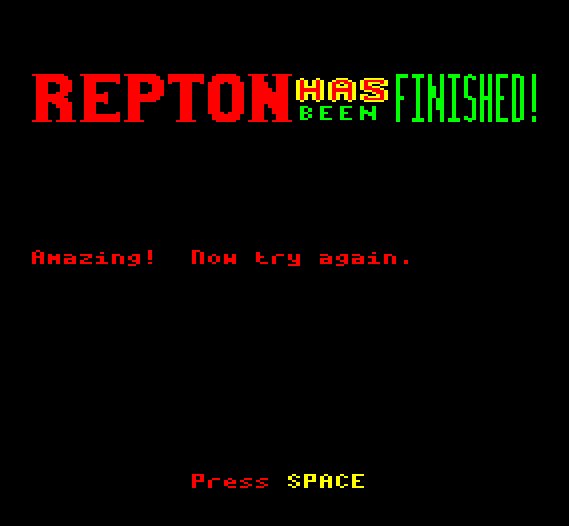 REPTON HAS BEEN FINISHED!
Amazing!  Now try again.
Press SPACE